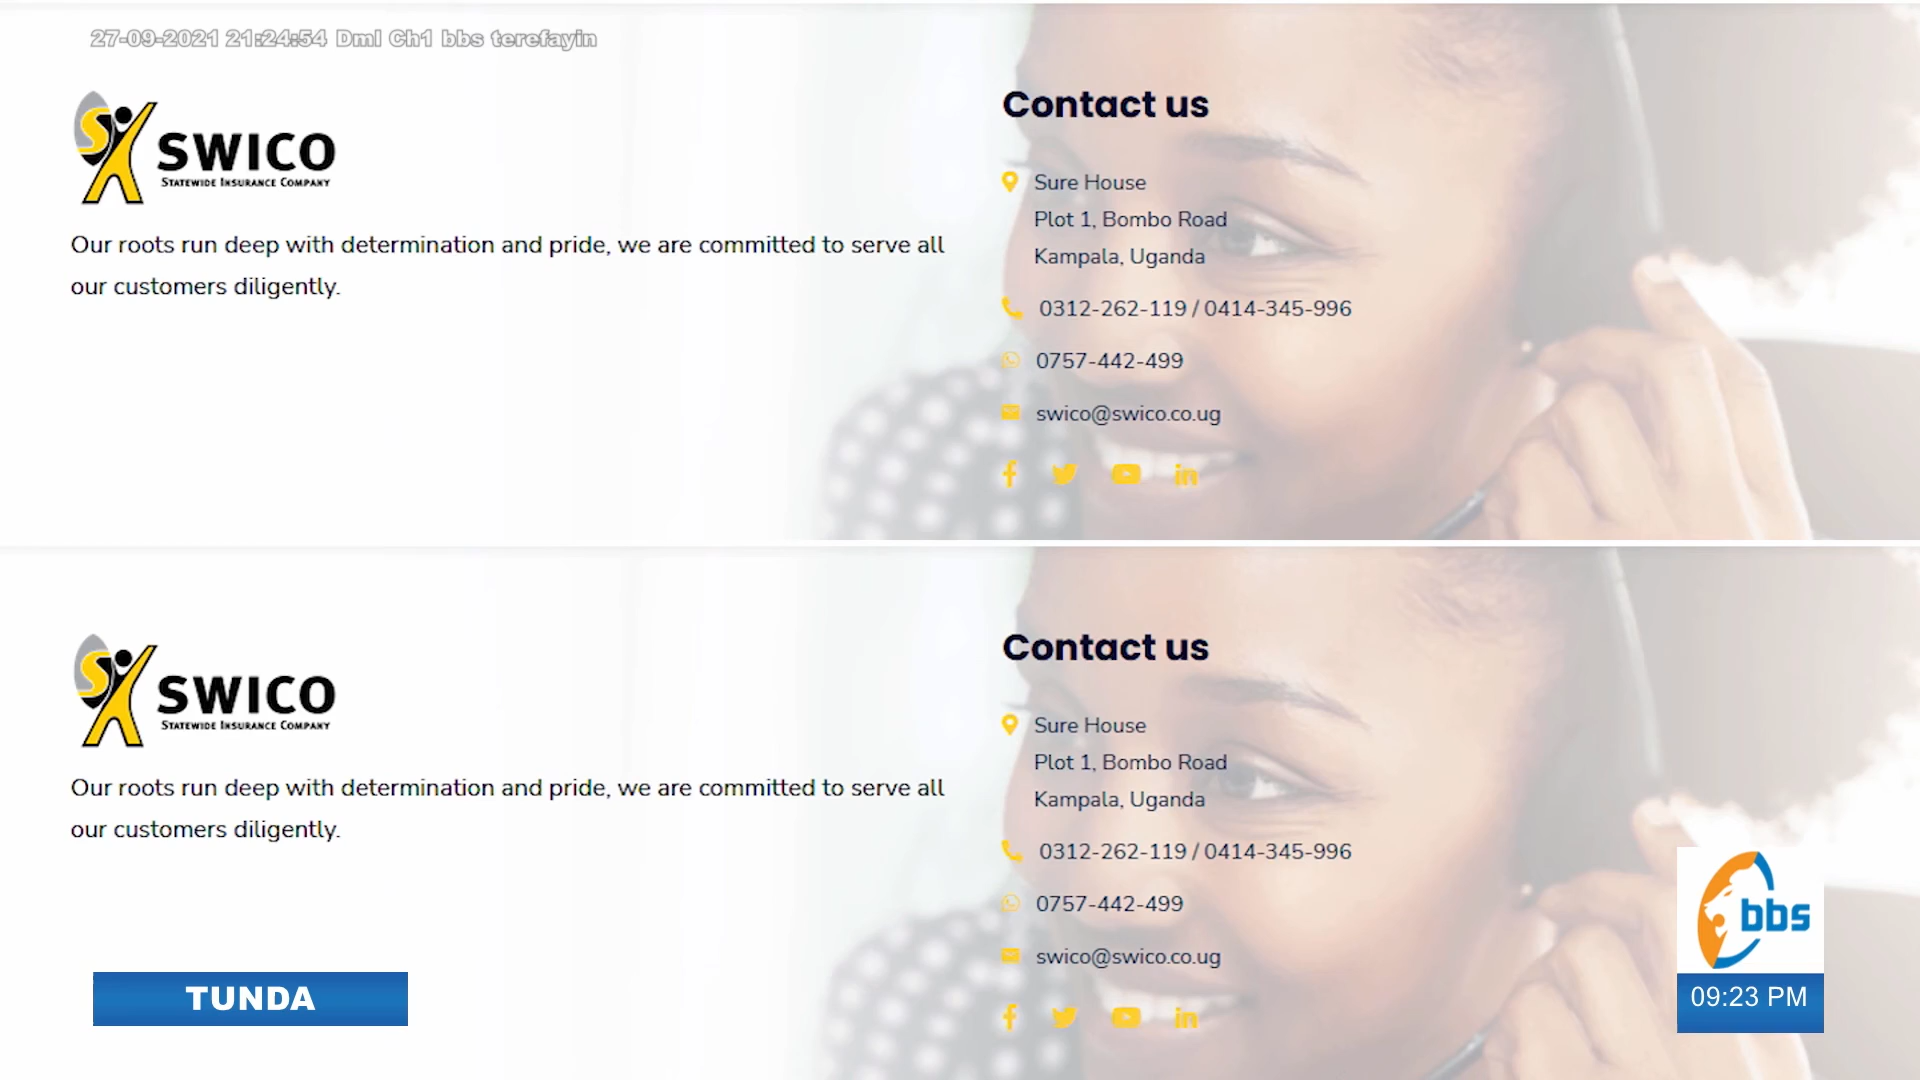 27-09-2021 21:24:54 Dml Ch1 bbs terefayin
SWICO
STATEWIDE INSURANCE COMPANY
Our roots run deep with determination and pride, we are committed to serve all
our customers diligently.
Contact us
Sure House
Plot 1, Bombo Road
Kampala, Uganda
0312-262-119 / 0414-345-996
0757-442-499
swico@swico.co.ug
SWICO
STATEWIDE INSURANCE COMPANY
Our roots run deep with determination and pride, we are committed to serve all
our customers diligently.
Contact us
Sure House
Plot 1, Bombo Road
Kampala, Uganda
0312-262-119 / 0414-345-996
0757-442-499
swico@swico.co.ug
TUNDA
bbs
09:23 PM